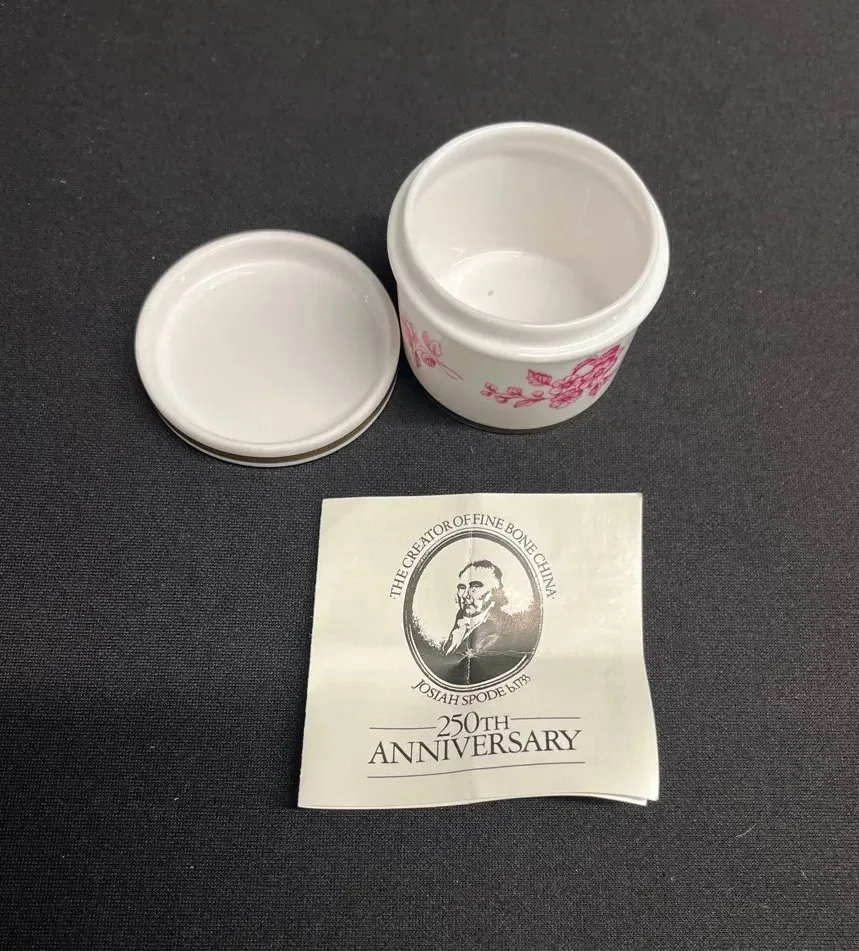 ·THE CREATOR OF FINE BONE CHINA·
JOSIAH SPODE b.1733
250TH
ANNIVERSARY